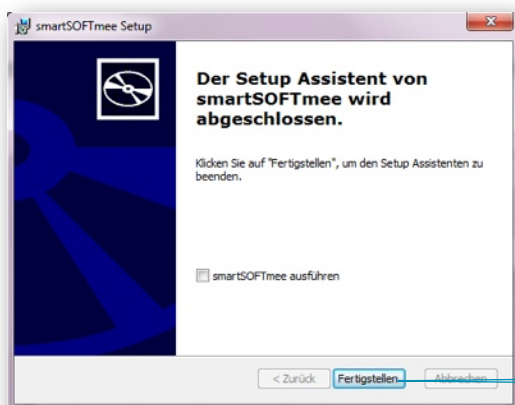 smartSOFTmee Setup
Der Setup Assistent von
smartSOFTmee wird
abgeschlossen.
Klicken Sie auf "Fertigstellen", um den Setup Assistenten zu
beenden.
smartSOFTmee ausführen
< Zurück Fertigstellen Abbrechen